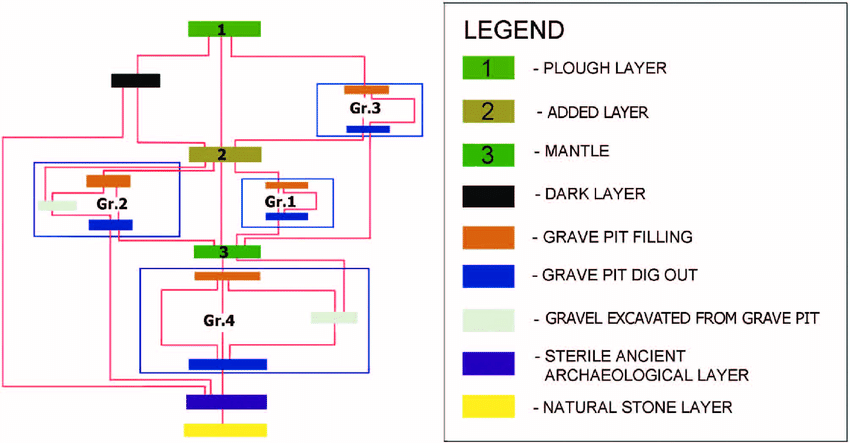 1
Gr.3
2
Gr.2
Gr.1
3
Gr.4
LEGEND
1 - PLOUGH LAYER
2 - ADDED LAYER
3 - MANTLE
- DARK LAYER
- GRAVE PIT FILLING
- GRAVE PIT DIG OUT
- GRAVEL EXCAVATED FROM GRAVE PIT
- STERILE ANCIENT
ARCHAEOLOGICAL LAYER
- NATURAL STONE LAYER